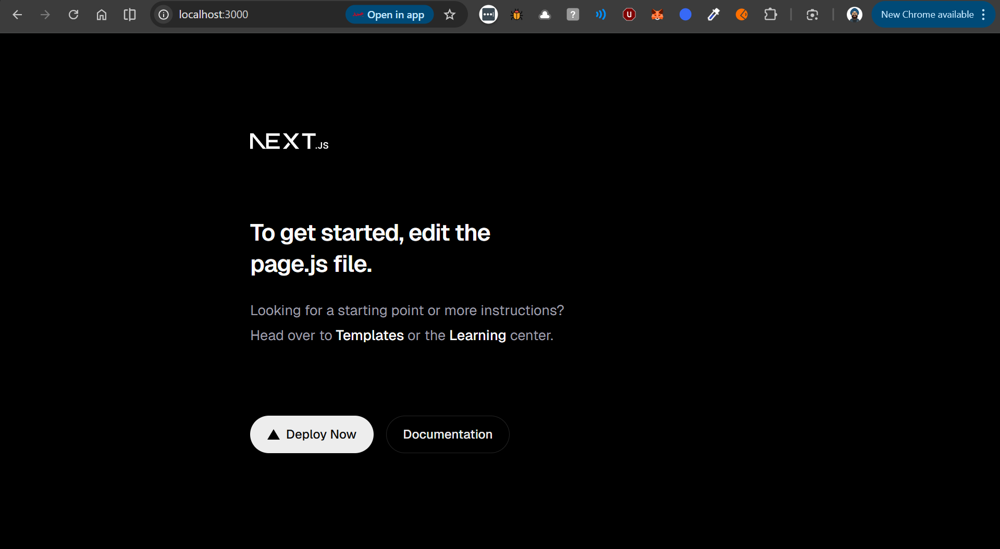 localhost:3000
Open in app
New Chrome available
NEXT.JS
To get started, edit the
page.js file.
Looking for a starting point or more instructions?
Head over to Templates or the Learning center.
Deploy Now
Documentation